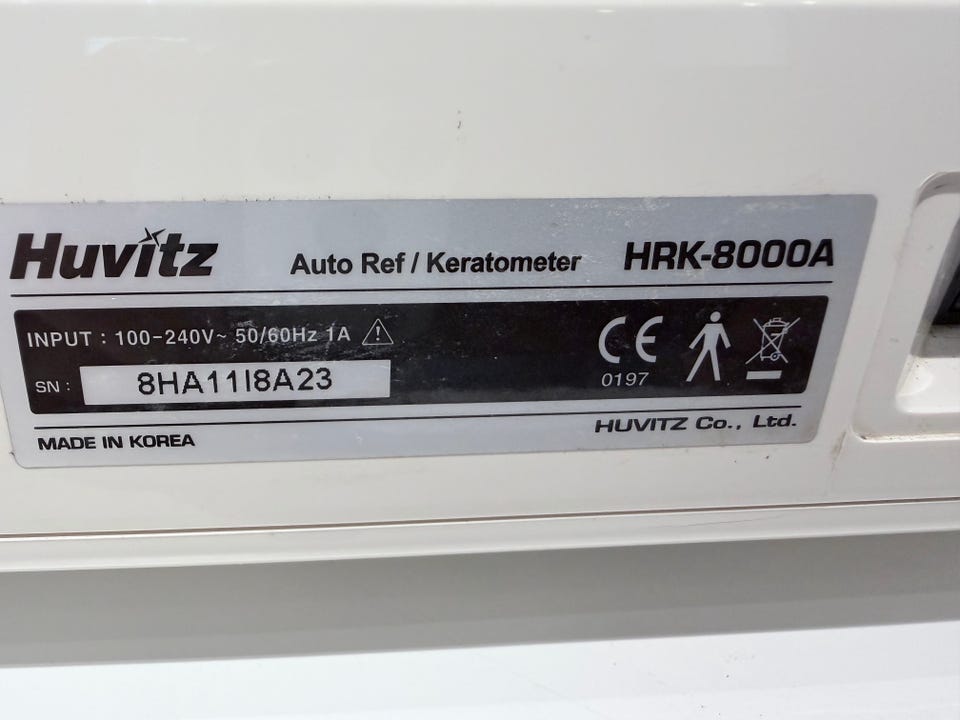 Huvitz Auto Ref / Keratometer HRK-8000A
INPUT : 100-240V~ 50/60Hz 1A
CE
0197
SN : 8HA11I8A23
MADE IN KOREA
HUVITZ Co., Ltd.